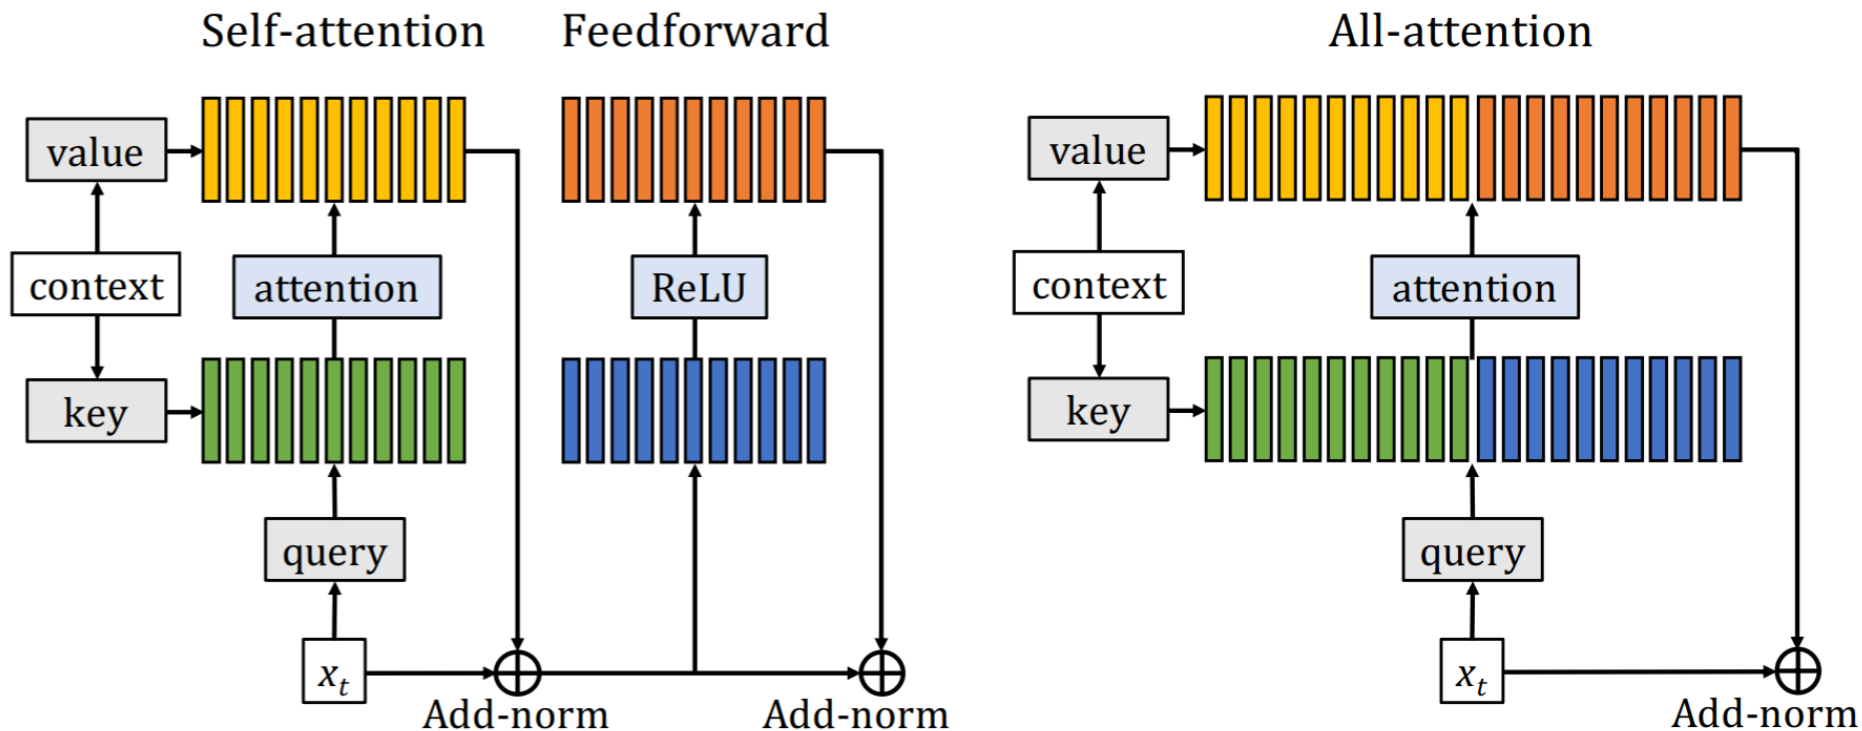 Self-attention
Feedforward
All-attention
value
context
key
attention
ReLU
query
x_t
Add-norm
Add-norm
value
context
key
attention
query
x_t
Add-norm